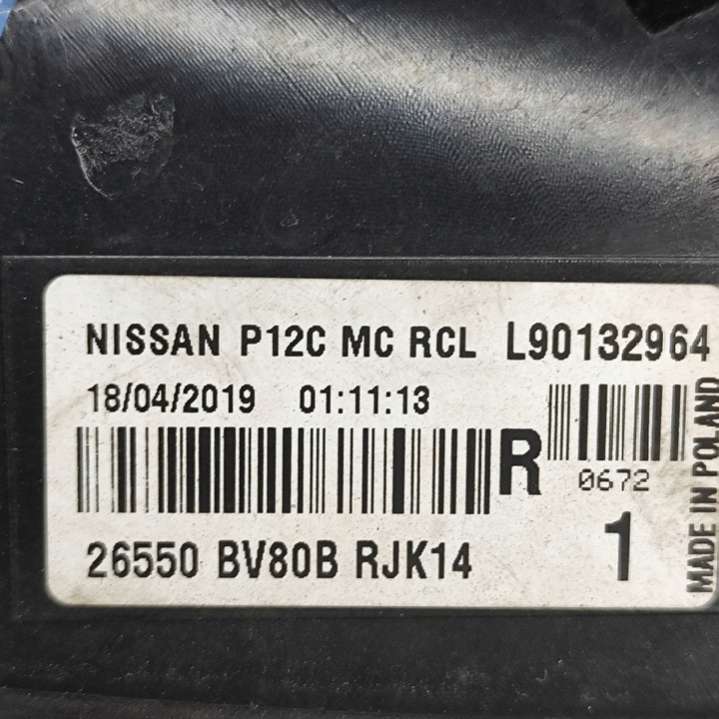 NISSAN P12C MC RCL L90132964
18/04/2019 01:11:13
R
0672
26550 BV80B RJK14
1
MADE IN POLAND